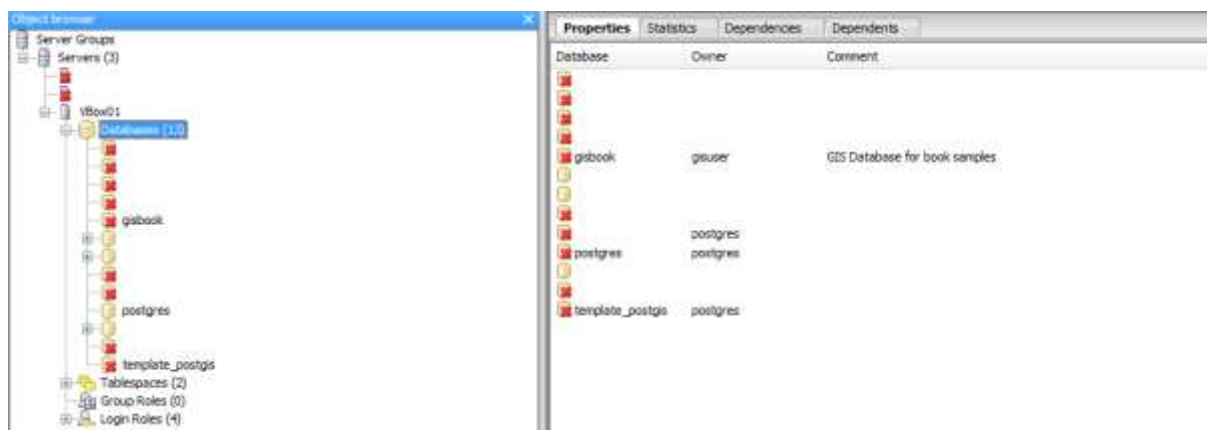 Object browser
Server Groups
Servers (3)
VBox01
Databases (13)
gisbook
postgres
template_postgis
Tablespaces (2)
Group Roles (0)
Login Roles (4)
Properties Statistics Dependencies Dependents
Database Owner Comment
gisbook gisuser GIS Database for book samples
postgres
postgres postgres
template_postgis postgres